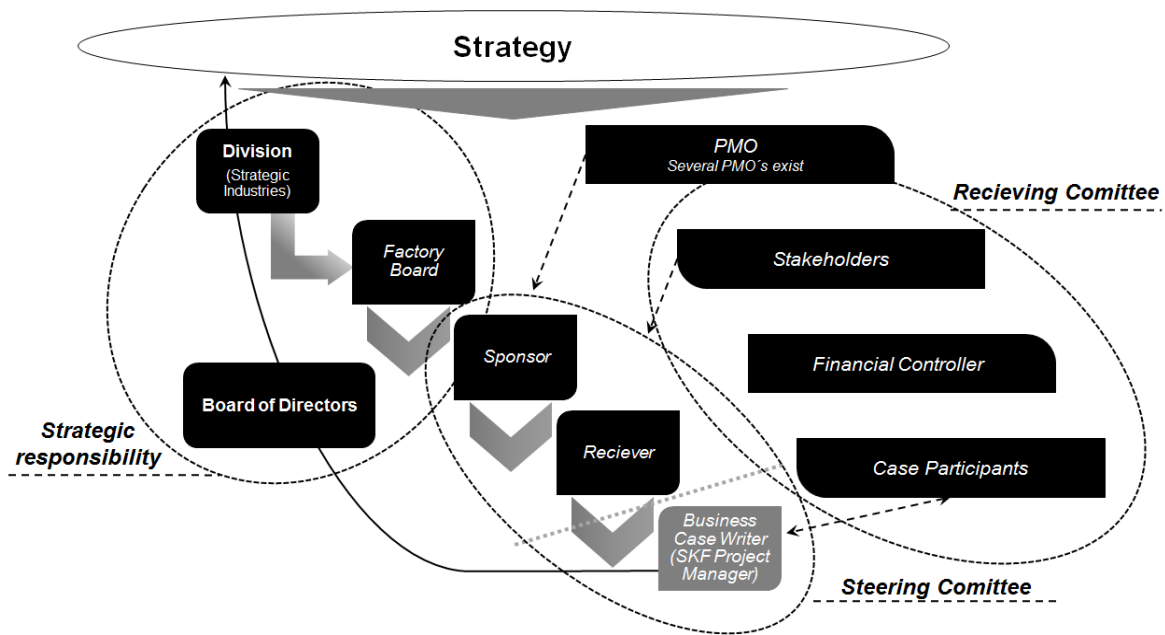 Strategy
Division
(Strategic
Industries)
PMO
Several PMO´s exist
Recieving Comittee
Factory
Board
Stakeholders
Sponsor
Financial Controller
Board of Directors
Strategic
responsibility
Reciever
Case Participants
Business
Case Writer
(SKF Project
Manager)
Steering Comittee